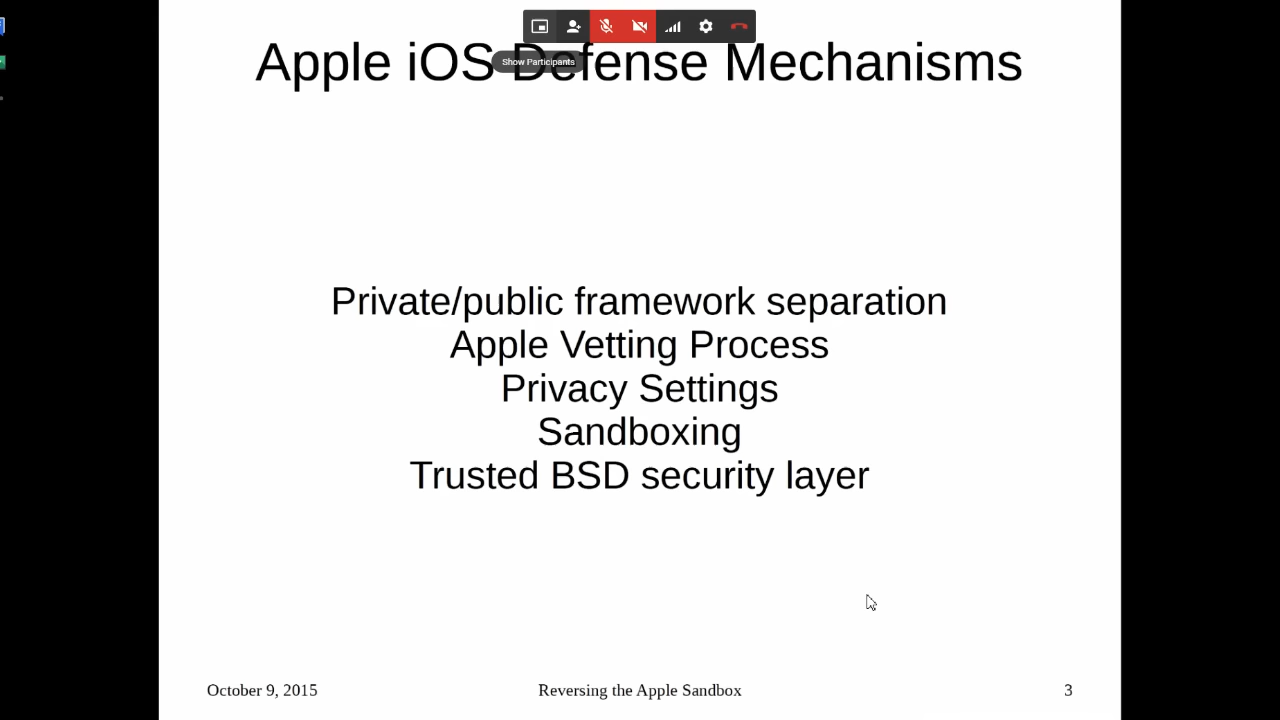 Apple iOS Defense Mechanisms
Show Participants
Private/public framework separation
Apple Vetting Process
Privacy Settings
Sandboxing
Trusted BSD security layer
October 9, 2015
Reversing the Apple Sandbox
3